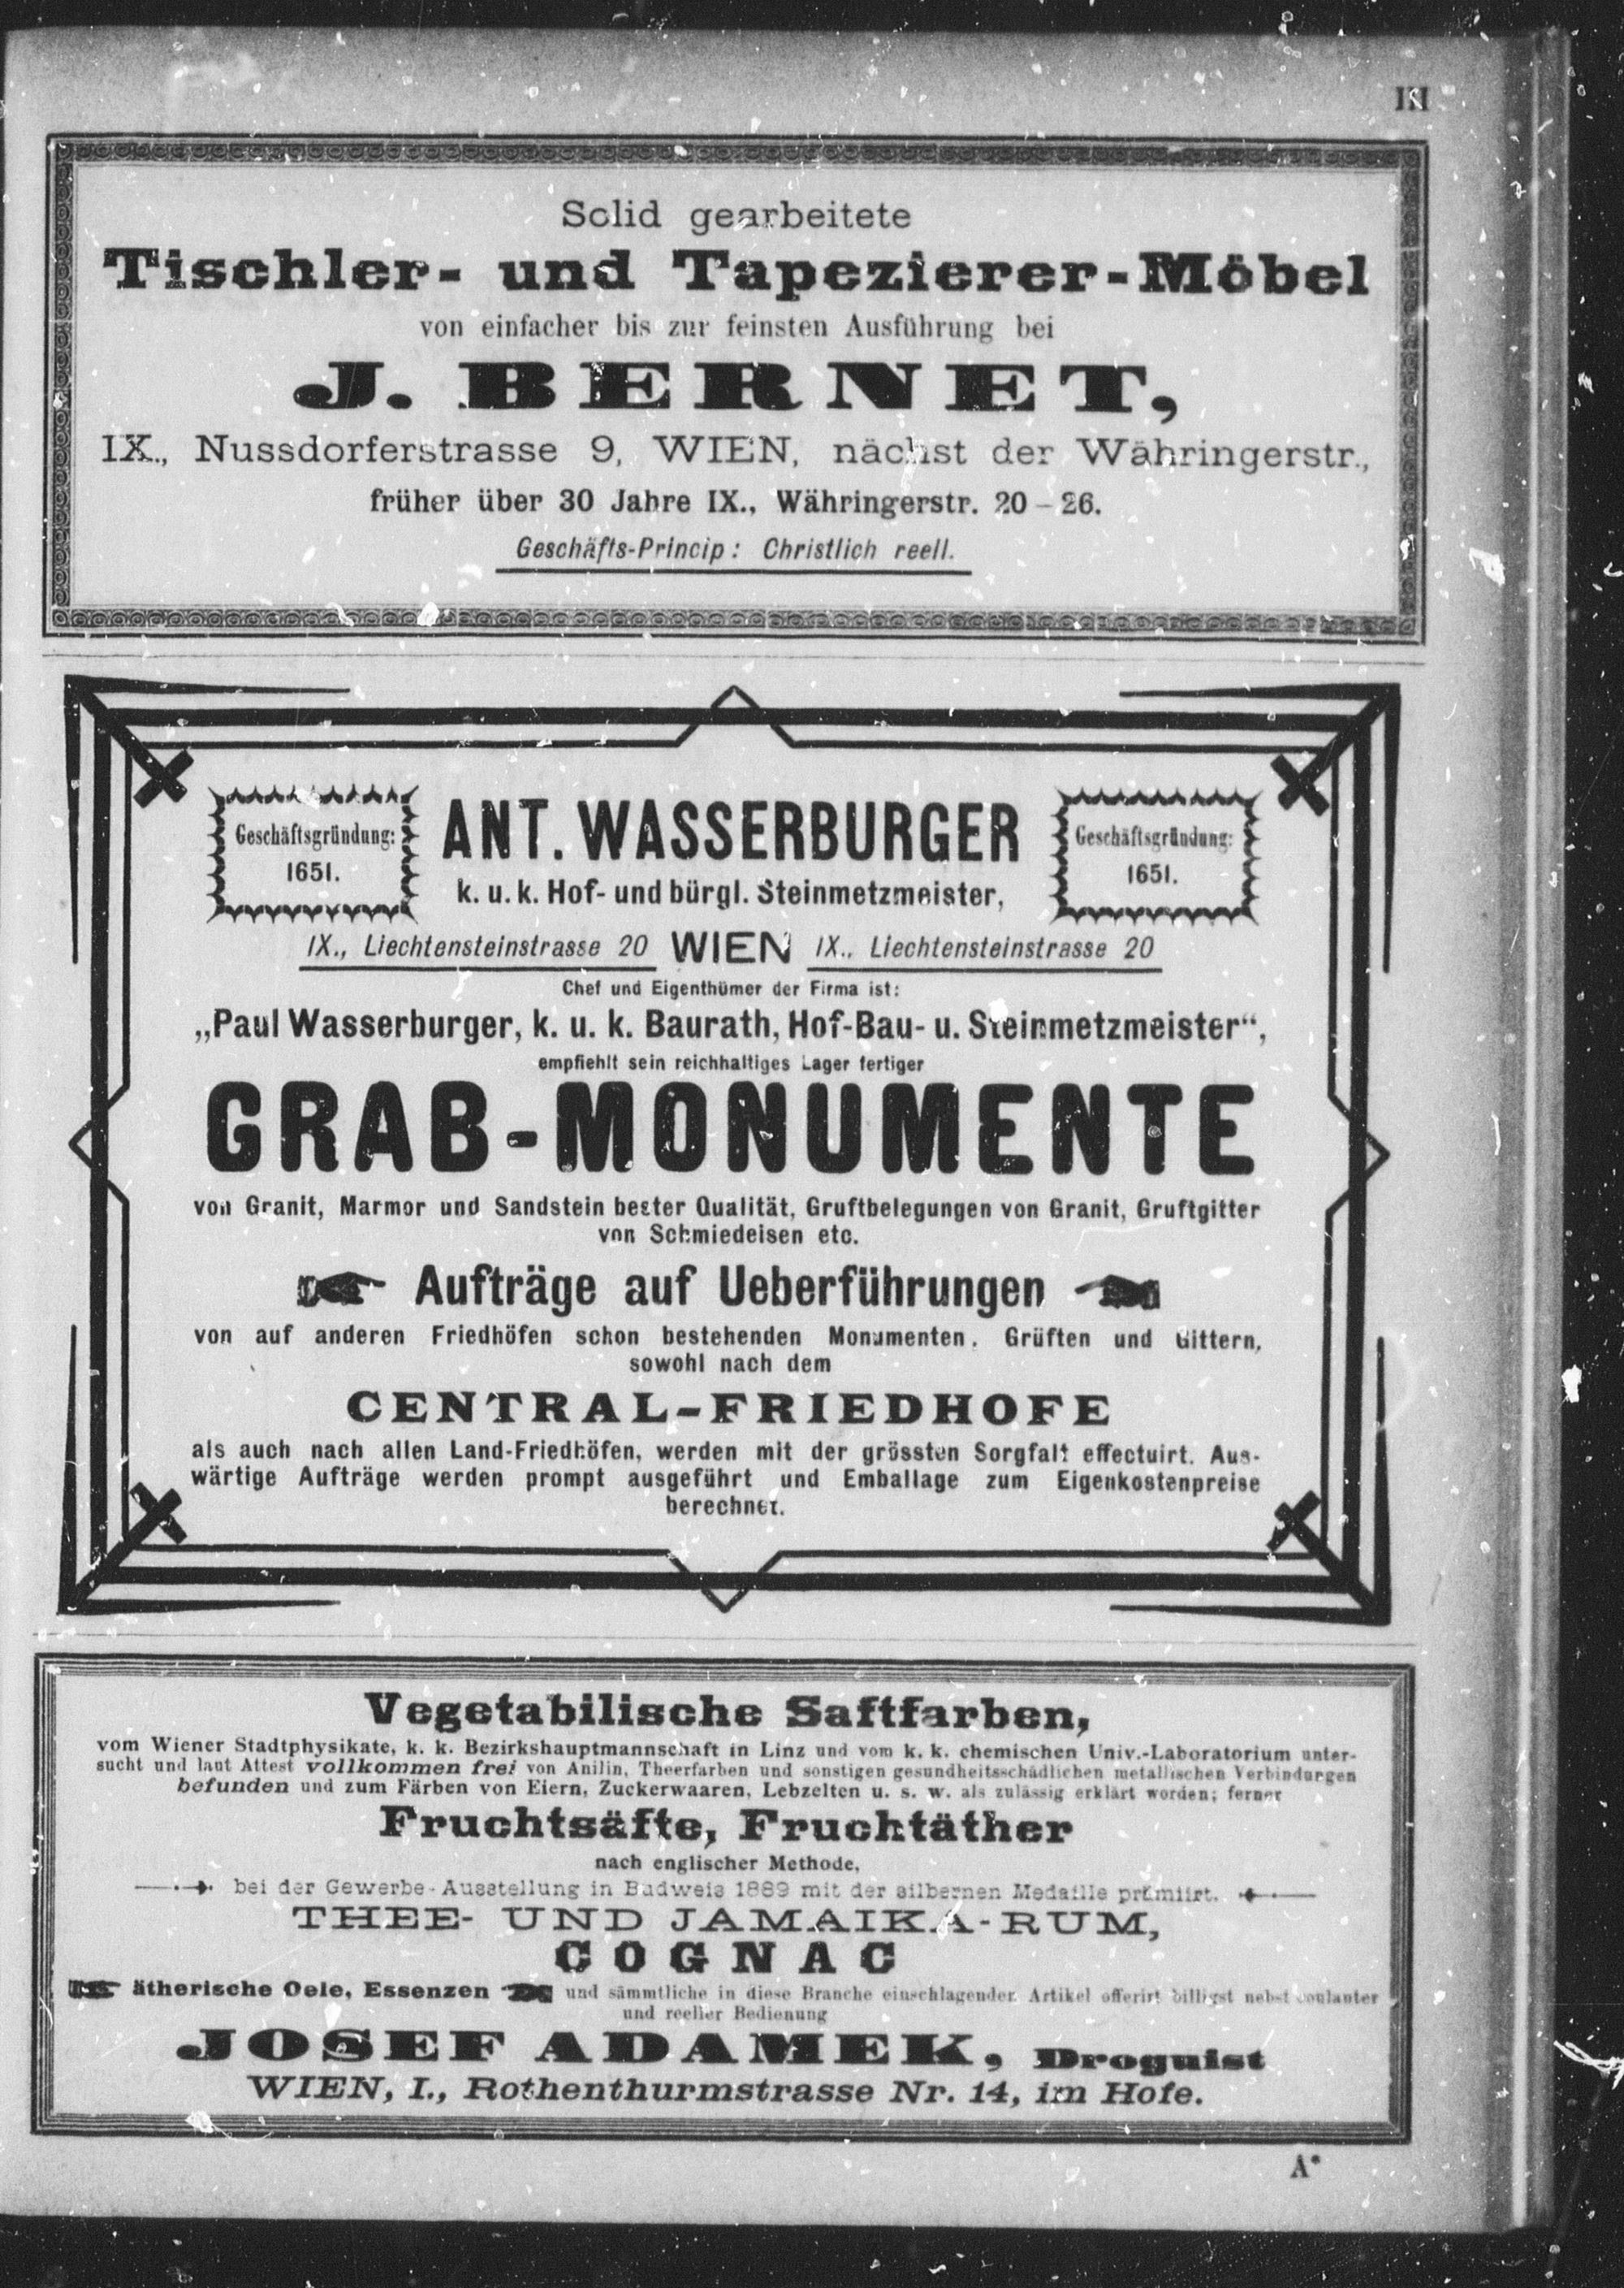 III
Solid gearbeitete
Tischler- und Tapezierer-Möbel
von einfacher bis zur feinsten Ausführung bei
J. BERNET,
IX., Nussdorferstrasse 9, WIEN, nächst der Währingerstr.,
früher über 30 Jahre IX., Währingerstr. 20–26.
Geschäfts-Princip: Christlich reell.
Geschäftsgründung:
1651.
ANT. WASSERBURGER
k. u. k. Hof- und bürgl. Steinmetzmeister,
Geschäftsgründung:
1651.
IX., Liechtensteinstrasse 20 WIEN IX., Liechtensteinstrasse 20
Chef und Eigenthümer der Firma ist:
„Paul Wasserburger, k. u. k. Baurath, Hof-Bau- u. Steinmetzmeister“,
empfiehlt sein reichhaltiges Lager fertiger
GRAB-MONUMENTE
von Granit, Marmor und Sandstein bester Qualität, Gruftbelegungen von Granit, Gruftgitter
von Schmiedeisen etc.
Aufträge auf Ueberführungen
von auf anderen Friedhöfen schon bestehenden Monumenten, Grüften und Gittern,
sowohl nach dem
CENTRAL-FRIEDHOFE
als auch nach allen Land-Friedhöfen, werden mit der grössten Sorgfalt effectuirt. Aus-
wärtige Aufträge werden prompt ausgeführt und Emballage zum Eigenkostenpreise
berechnet.
Vegetabilische Saftfarben,
vom Wiener Stadtphysikate, k. k. Bezirkshauptmannschaft in Linz und vom k. k. chemischen Univ.-Laboratorium unter-
sucht und laut Attest vollkommen frei von Anilin, Theerfarben und sonstigen gesundheitsschädlichen metallischen Verbindungen
befunden und zum Färben von Eiern, Zuckerwaaren, Lebzelten u. s. w. als zulässig erklärt worden; ferner
Fruchtsäfte, Fruchtäther
nach englischer Methode,
bei der Gewerbe-Ausstellung in Budweis 1889 mit der silbernen Medaille prämiirt.
THEE- UND JAMAIKA-RUM,
COGNAC
ätherische Oele, Essenzen und sämmtliche in diese Branche einschlagenden Artikel offerirt billigst nebst coulanter
und reeller Bedienung
JOSEF ADAMEK, Droguist
WIEN, I., Rothenthurmstrasse Nr. 14, im Hofe.
A*